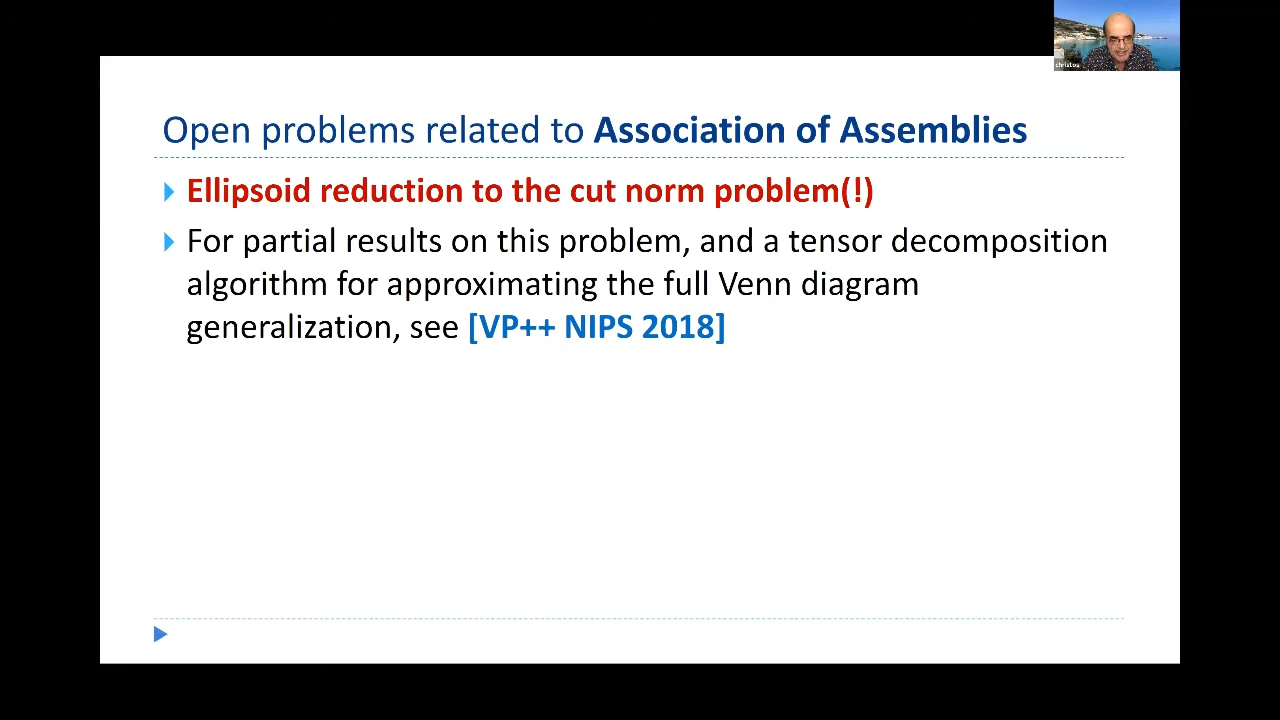 christos
Open problems related to Association of Assemblies
Ellipsoid reduction to the cut norm problem(!)
For partial results on this problem, and a tensor decomposition
algorithm for approximating the full Venn diagram
generalization, see [VP++ NIPS 2018]